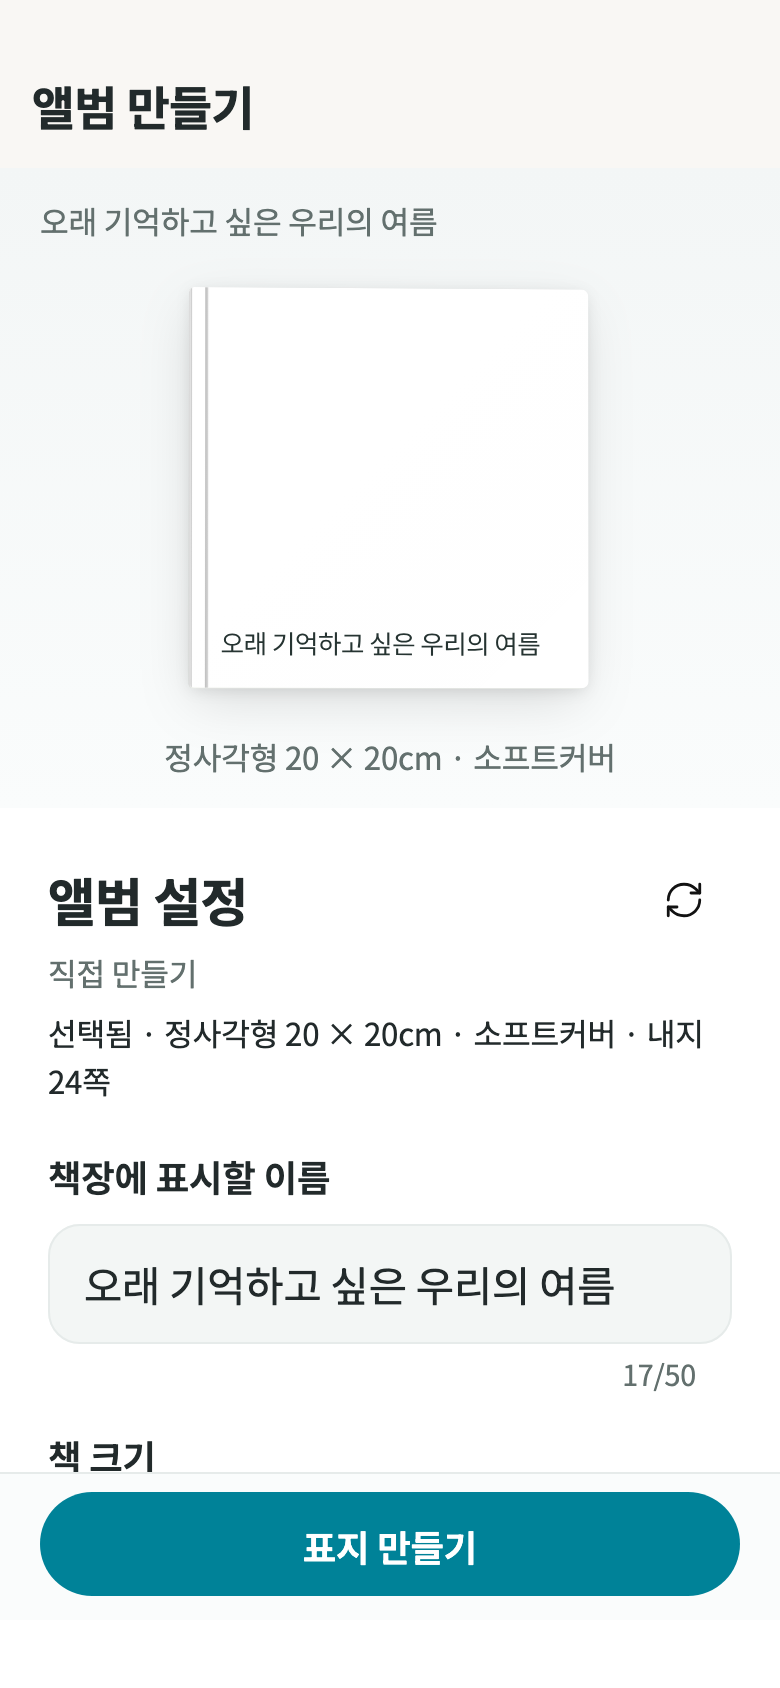 앨범 만들기
오래 기억하고 싶은 우리의 여름
오래 기억하고 싶은 우리의 여름
정사각형 20 × 20cm · 소프트커버
앨범 설정
직접 만들기
선택됨 · 정사각형 20 × 20cm · 소프트커버 · 내지
24쪽
책장에 표시할 이름
오래 기억하고 싶은 우리의 여름
17/50
책 크기
표지 만들기